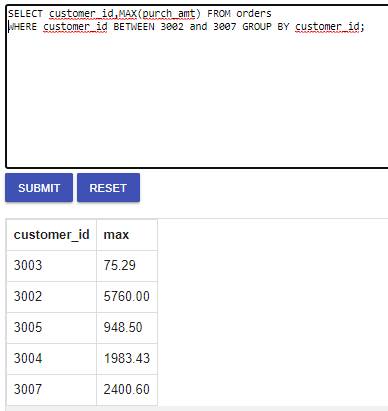 SELECT customer_id,MAX(purch_amt) FROM orders
WHERE customer_id BETWEEN 3002 and 3007 GROUP BY customer_id;
SUBMIT RESET
customer_id max
3003 75.29
3002 5760.00
3005 948.50
3004 1983.43
3007 2400.60